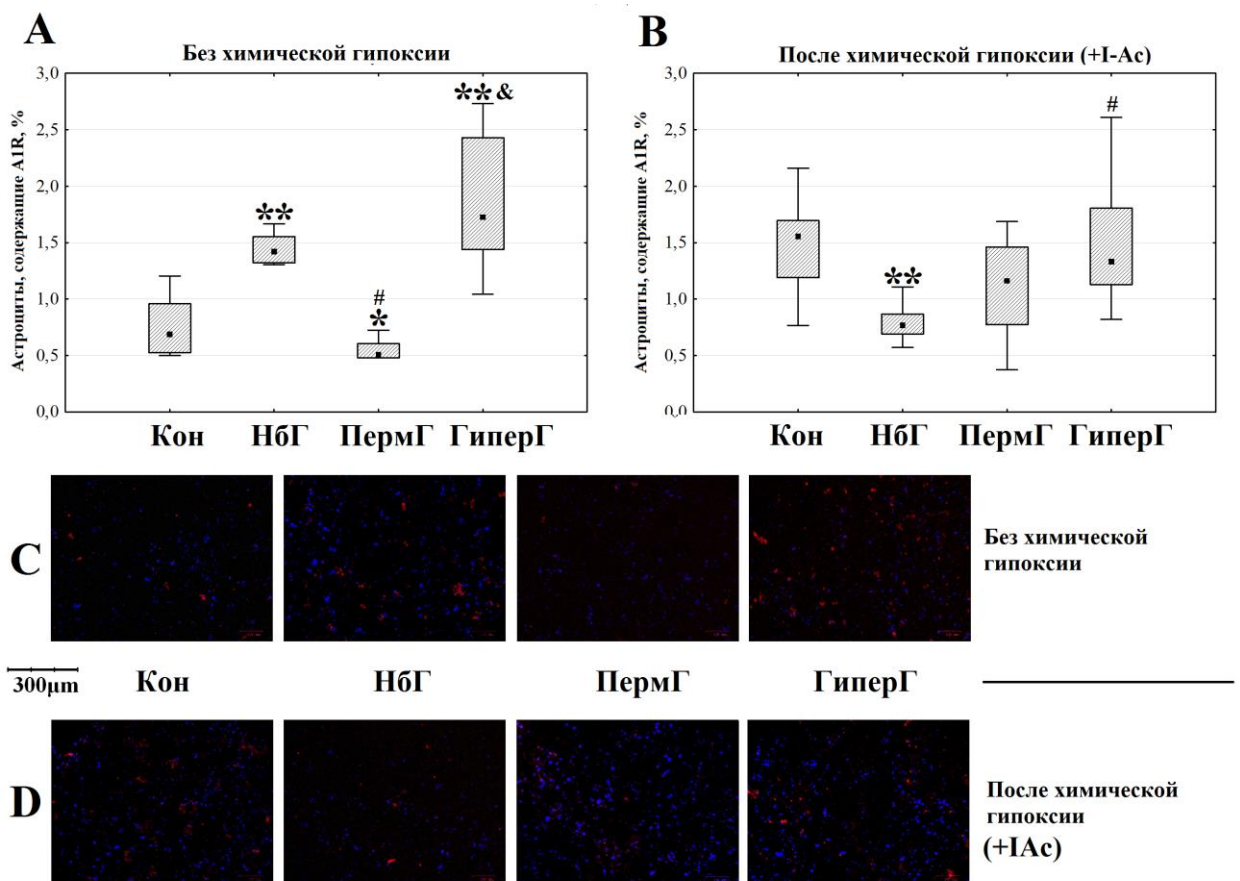 A
Без химической гипоксии
Астроциты, содержащие A1R, %
3,0
2,5
2,0
1,5
1,0
0,5
0,0
**
#
*
**&
Кон НбГ ПермГ ГиперГ
B
После химической гипоксии (+I-Ac)
Астроциты, содержащие A1R, %
3,0
2,5
2,0
1,5
1,0
0,5
0,0
**
#
Кон НбГ ПермГ ГиперГ
C
Без химической
гипоксии
300µm
Кон НбГ ПермГ ГиперГ
D
После химической
гипоксии
(+IAc)